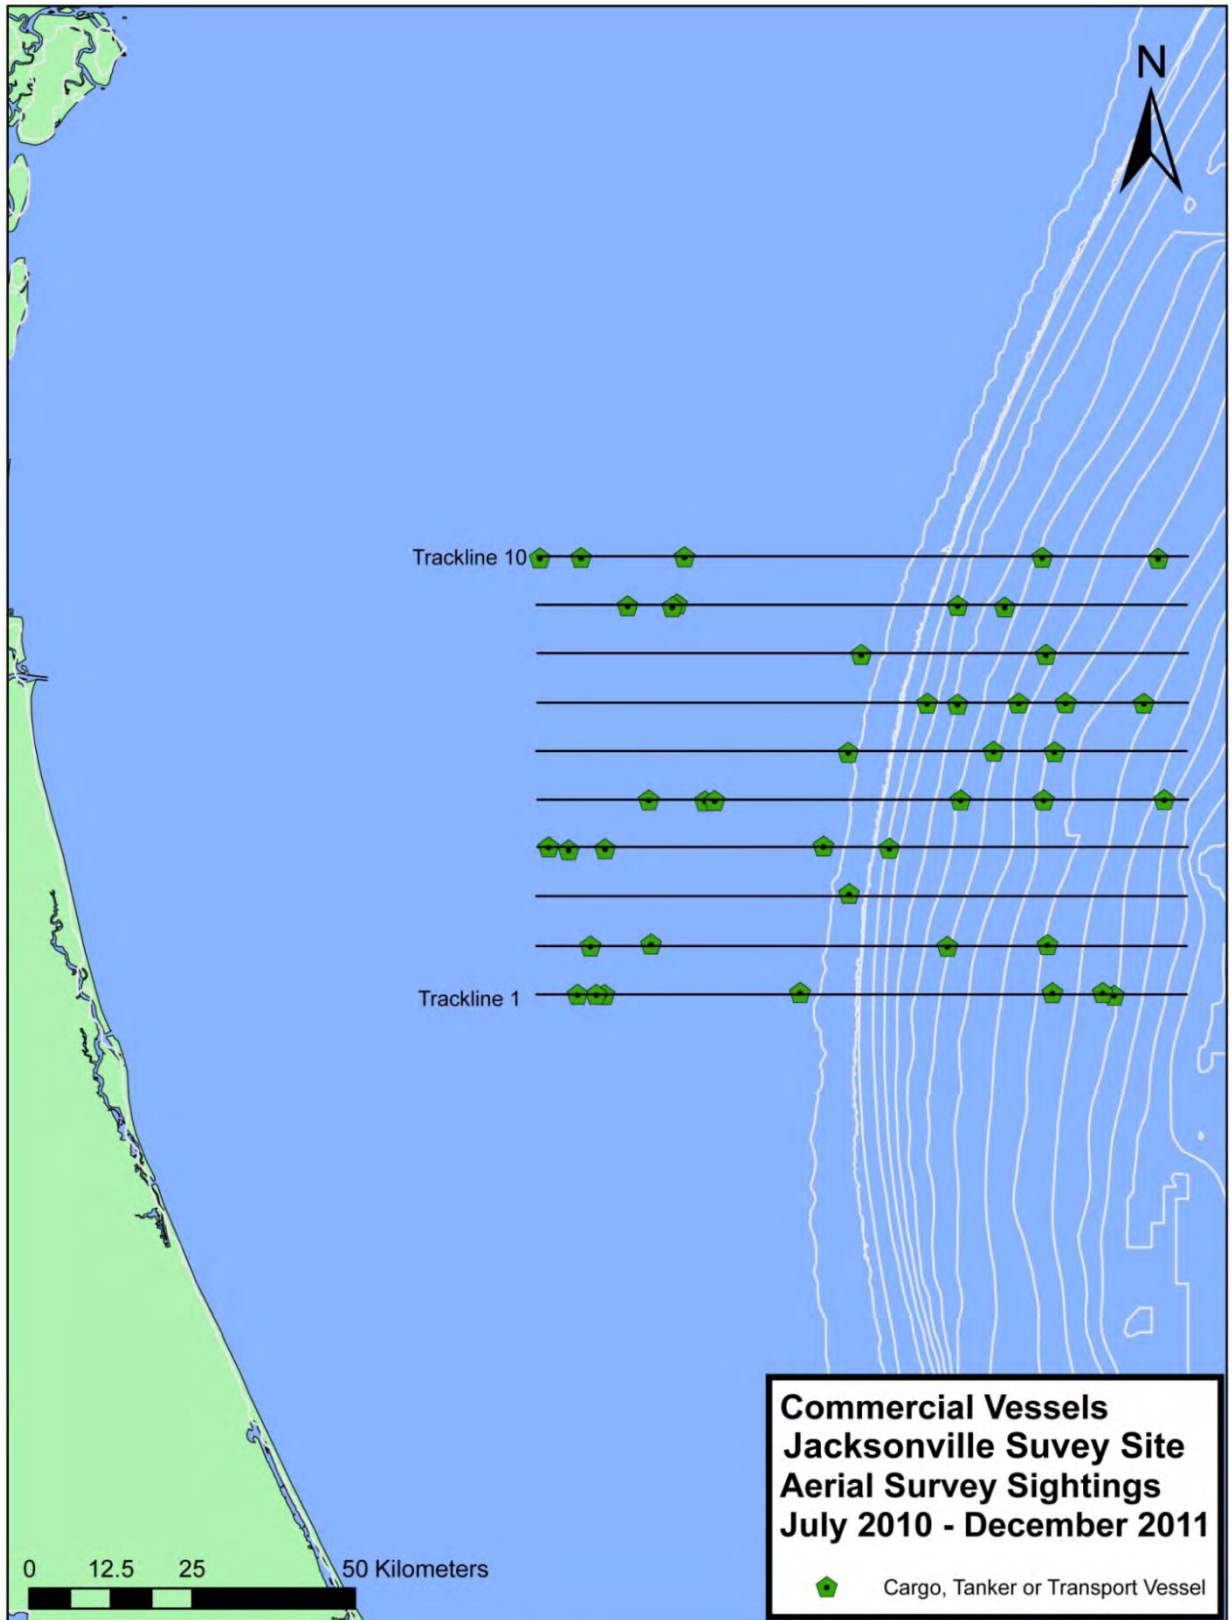 N
Trackline 10
Trackline 1
Commercial Vessels
Jacksonville Suvey Site
Aerial Survey Sightings
July 2010 - December 2011
Cargo, Tanker or Transport Vessel
0 12.5 25 50 Kilometers